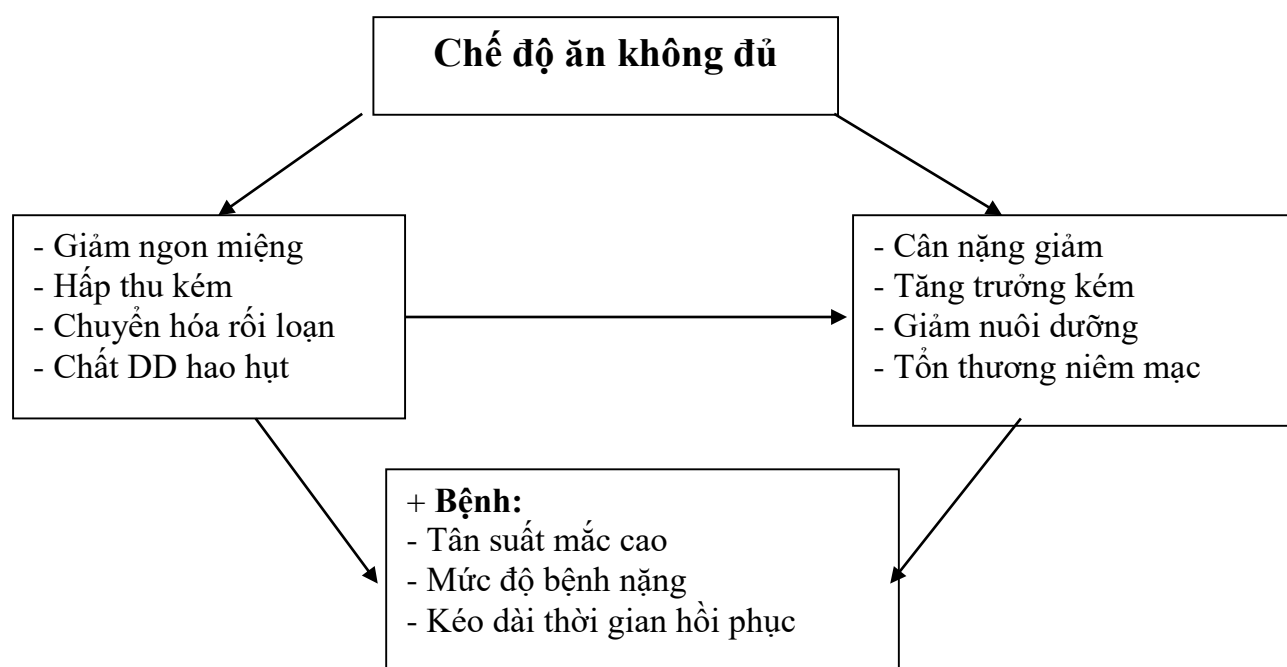 Chế độ ăn không đủ
- Giảm ngon miệng
- Hấp thu kém
- Chuyển hóa rối loạn
- Chất DD hao hụt
- Cân nặng giảm
- Tăng trưởng kém
- Giảm nuôi dưỡng
- Tổn thương niêm mạc
+ Bệnh:
- Tân suất mắc cao
- Mức độ bệnh nặng
- Kéo dài thời gian hồi phục